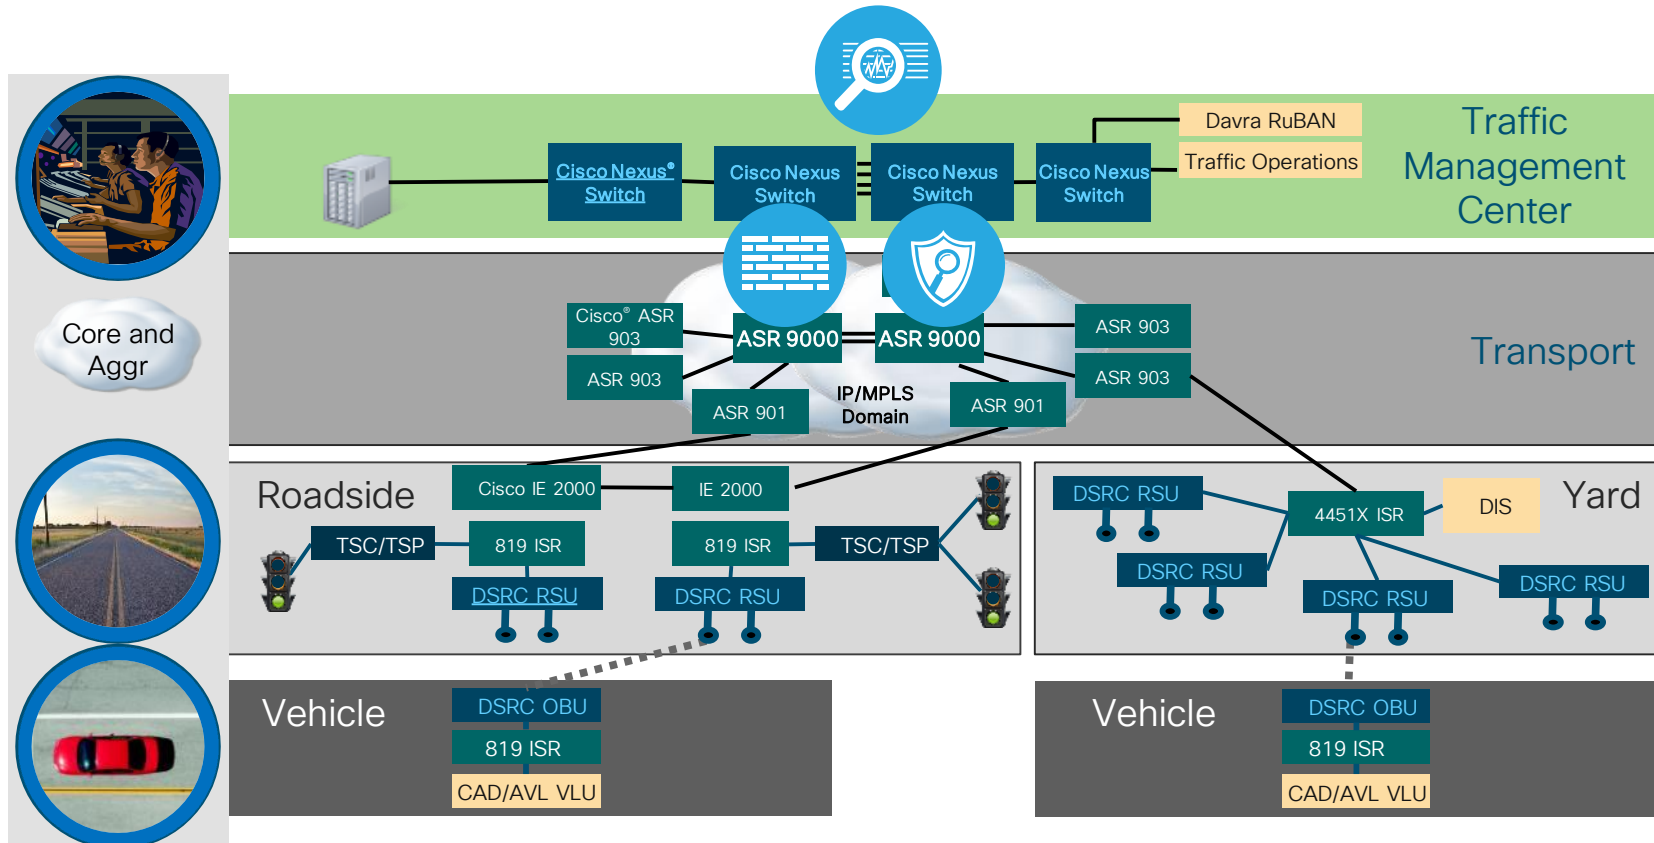 Davra RuBAN
Traffic Operations
Traffic
Management
Center
Cisco Nexus®
Switch
Cisco Nexus
Switch
Cisco Nexus
Switch
Cisco Nexus
Switch
Core and
Aggr
Cisco® ASR
903
ASR 903
ASR 9000
ASR 9000
ASR 903
ASR 903
ASR 901
IP/MPLS
Domain
ASR 901
Transport
Roadside
Cisco IE 2000
IE 2000
TSC/TSP
819 ISR
819 ISR
TSC/TSP
DSRC RSU
DSRC RSU
DSRC RSU
4451X ISR
DIS
Yard
DSRC RSU
DSRC RSU
DSRC RSU
Vehicle
DSRC OBU
819 ISR
CAD/AVL VLU
Vehicle
DSRC OBU
819 ISR
CAD/AVL VLU